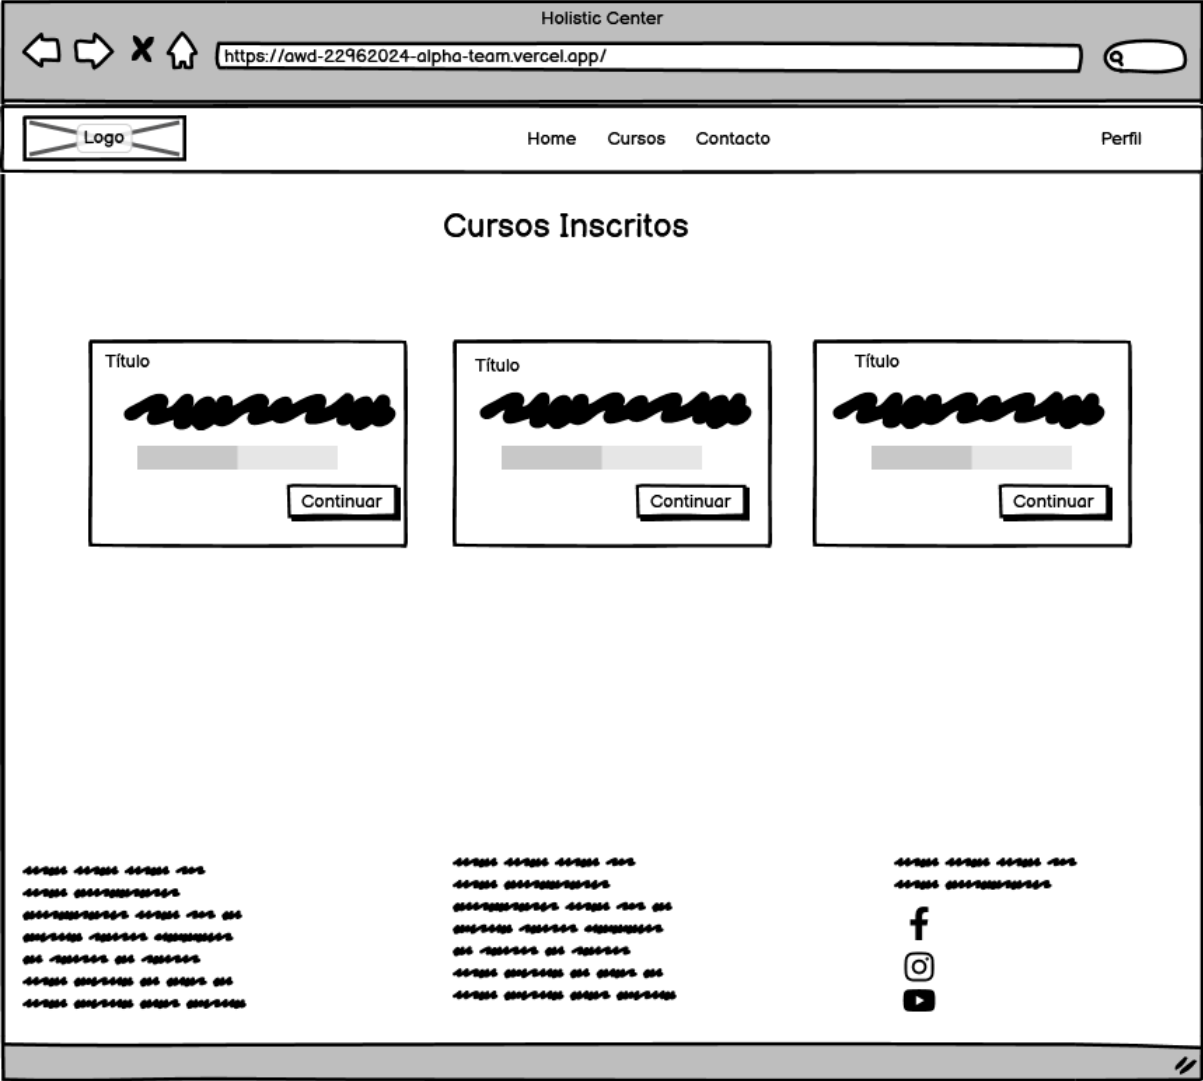 Holistic Center
https://awd-22962024-alpha-team.vercel.app/
Logo
Home Cursos Contacto Perfil
Cursos Inscritos
Título
Continuar
Título
Continuar
Título
Continuar